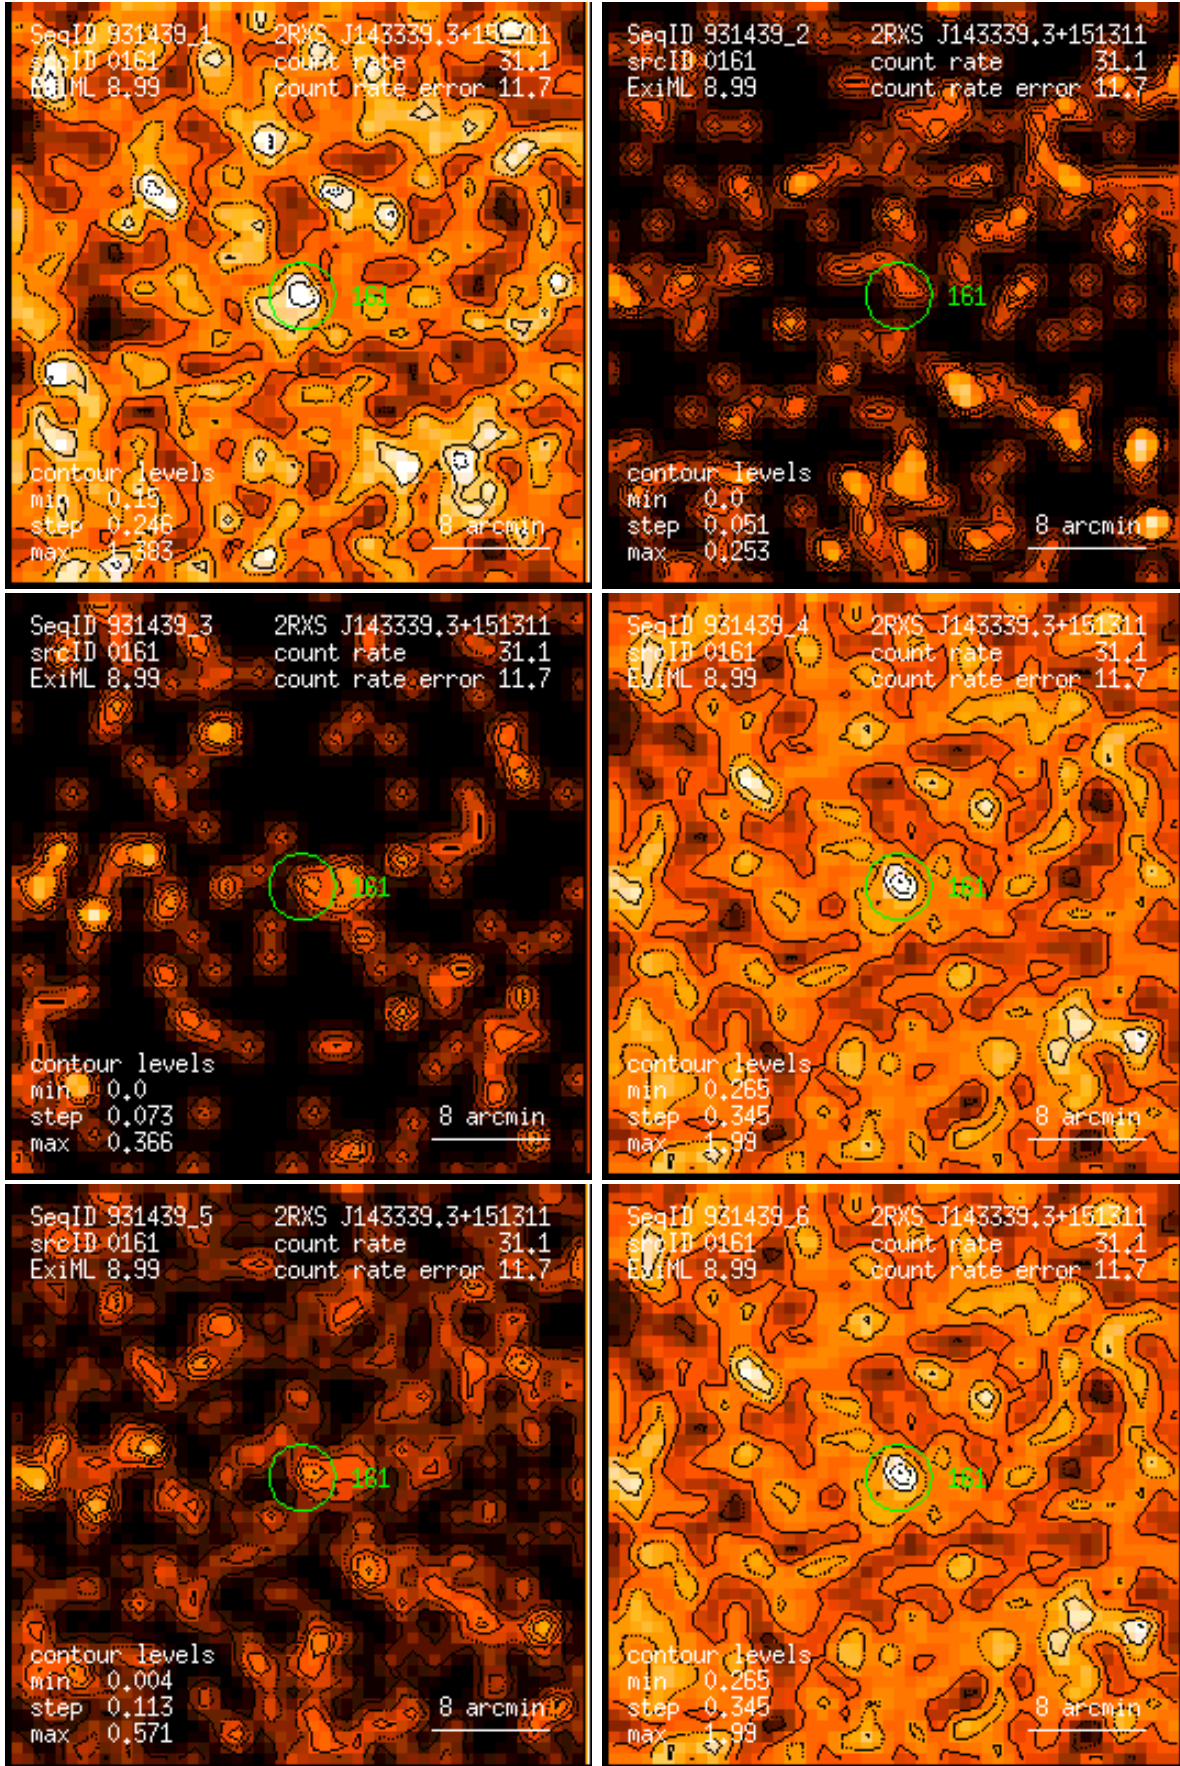 SeqID 931439_1 2RXS J143339.3+151311
srcID 0161 count rate 31.1
ExiML 8.99 count rate error 11.7
161
contour levels
min 0.15
step 0.246
max 1.383
8 arcmin
SeqID 931439_2 2RXS J143339.3+151311
srcID 0161 count rate 31.1
ExiML 8.99 count rate error 11.7
161
contour levels
min 0.0
step 0.051
max 0.253
8 arcmin
SeqID 931439_3 2RXS J143339.3+151311
srcID 0161 count rate 31.1
ExiML 8.99 count rate error 11.7
161
contour levels
min 0.0
step 0.073
max 0.366
8 arcmin
SeqID 931439_4 2RXS J143339.3+151311
srcID 0161 count rate 31.1
ExiML 8.99 count rate error 11.7
161
contour levels
min 0.265
step 0.345
max 1.99
8 arcmin
SeqID 931439_5 2RXS J143339.3+151311
srcID 0161 count rate 31.1
ExiML 8.99 count rate error 11.7
161
contour levels
min 0.004
step 0.113
max 0.571
8 arcmin
SeqID 931439_6 2RXS J143339.3+151311
srcID 0161 count rate 31.1
ExiML 8.99 count rate error 11.7
161
contour levels
min 0.265
step 0.345
max 1.99
8 arcmin